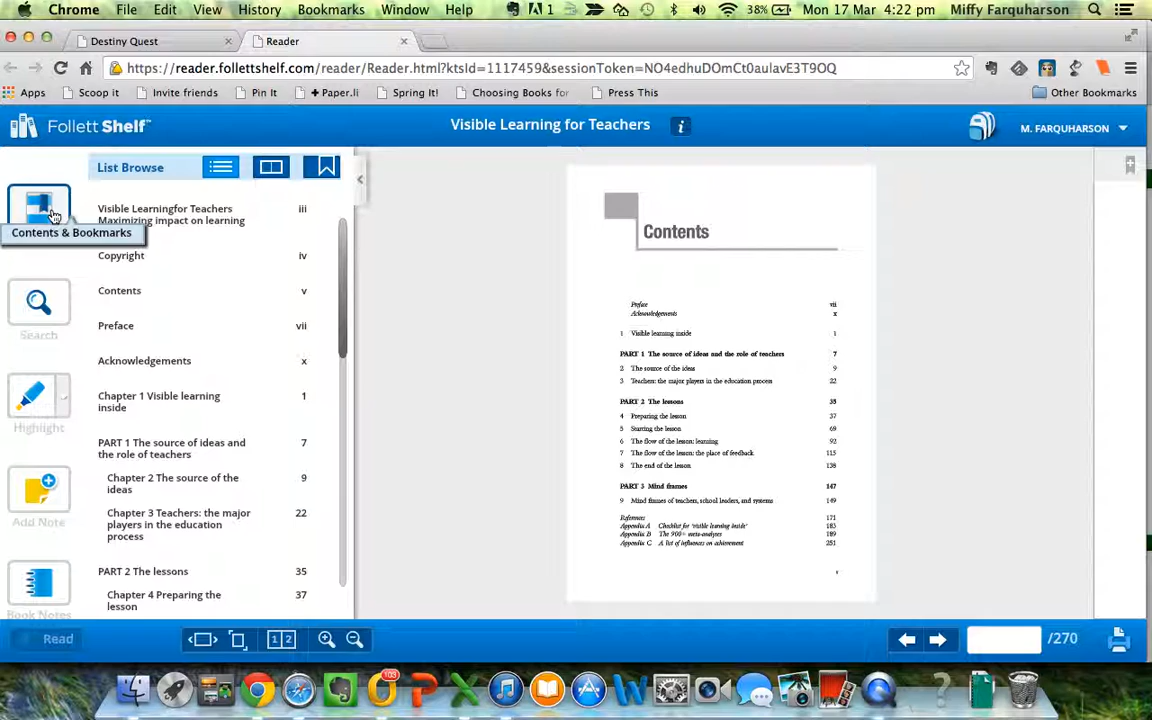 Chrome File Edit View History Bookmarks Window Help 1 38% Mon 17 Mar 4:22 pm Miffy Farquharson
Destiny Quest × Reader ×
https://reader.follettshelf.com/reader/Reader.html?ktsId=1117459&sessionToken=NO4edhuDOmCt0aulavE3T9OQ
Apps Scoop it Invite friends Pin It + Paper.li Spring It! Choosing Books for Press This Other Bookmarks
Follett Shelf™ Visible Learning for Teachers i M. FARQUHARSON
List Browse
Contents & Bookmarks
Search
Highlight
Add Note
Book Notes
Read
Visible Learningfor Teachers iii
Maximizing impact on learning
Copyright iv
Contents v
Preface vii
Acknowledgements x
Chapter 1 Visible learning 1
inside
PART 1 The source of ideas and 7
the role of teachers
Chapter 2 The source of the 9
ideas
Chapter 3 Teachers: the major 22
players in the education
process
PART 2 The lessons 35
Chapter 4 Preparing the 37
lesson
Contents
Preface vii
Acknowledgements x
1 Visible learning inside 1
PART 1 The source of ideas and the role of teachers 7
2 The source of the ideas 9
3 Teachers: the major players in the education process 22
PART 2 The lessons 35
4 Preparing the lesson 37
5 Starting the lesson 69
6 The flow of the lesson: learning 92
7 The flow of the lesson: the place of feedback 115
8 The end of the lesson 138
PART 3 Mind frames 147
9 Mind frames of teachers, school leaders, and systems 149
References 171
Appendix A Checklist for 'visible learning inside' 183
Appendix B The 900+ meta-analyses 189
Appendix C A list of influences on achievement 251
v
1 2
/270
103